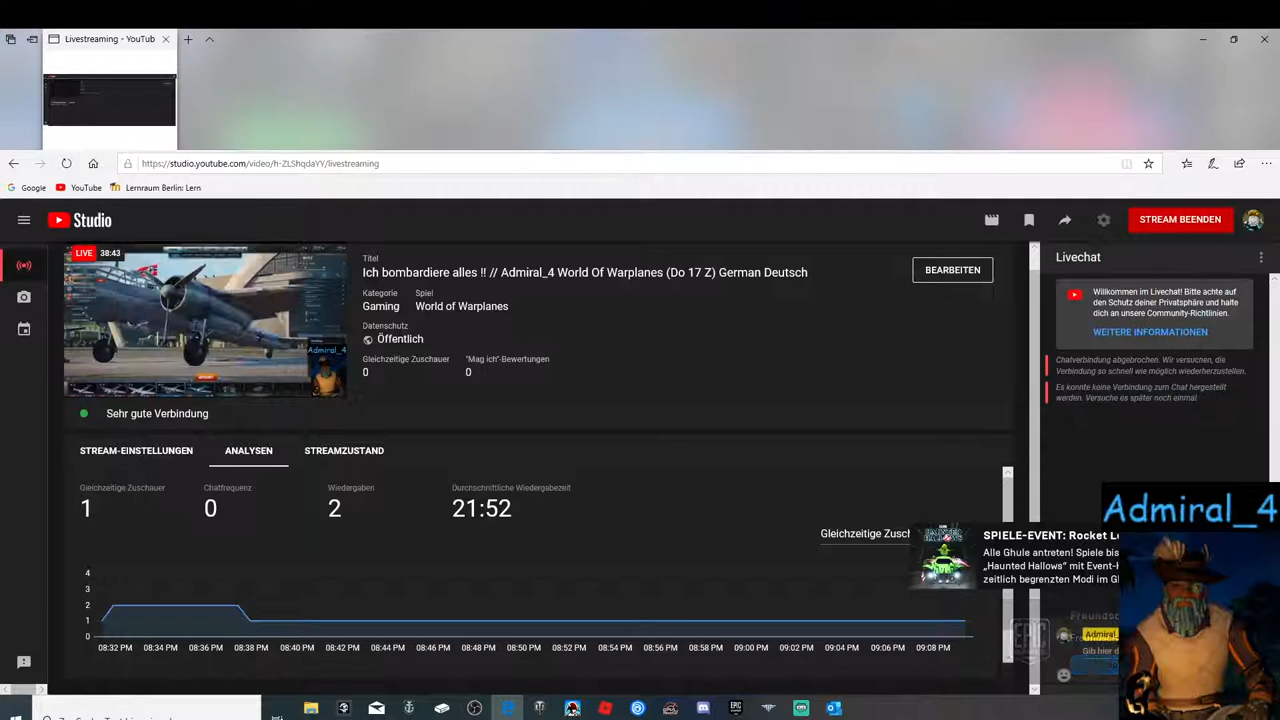 Livestreaming - YouTub
https://studio.youtube.com/video/h-ZLShqdaYY/livestreaming
Google YouTube Lernraum Berlin: Lern
Studio
STREAM BEENDEN
LIVE 38:43
Titel
Ich bombardiere alles !! // Admiral_4 World Of Warplanes (Do 17 Z) German Deutsch
BEARBEITEN
Kategorie Spiel
Gaming World of Warplanes
Datenschutz
Öffentlich
Gleichzeitige Zuschauer "Mag ich"-Bewertungen
0 0
Admiral_4
Sehr gute Verbindung
Livechat
Willkommen im Livechat! Bitte achte auf
den Schutz deiner Privatsphäre und halte
dich an unsere Community-Richtlinien.
WEITERE INFORMATIONEN
Chatverbindung abgebrochen. Wir versuchen, die
Verbindung so schnell wie möglich wiederherzustellen.
Es konnte keine Verbindung zum Chat hergestellt
werden. Versuche es später noch einmal.
STREAM-EINSTELLUNGEN ANALYSEN STREAMZUSTAND
Gleichzeitige Zuschauer Chatfrequenz Wiedergaben Durchschnittliche Wiedergabezeit
1 0 2 21:52
Gleichzeitige Zusch
Admiral_4
SPIELE-EVENT: Rocket L
Alle Ghule antreten! Spiele bis
„Haunted Hallows“ mit Event-
zeitlich begrenzten Modi im G
4
3
2
1
0
08:32 PM 08:34 PM 08:36 PM 08:38 PM 08:40 PM 08:42 PM 08:44 PM 08:46 PM 08:48 PM 08:50 PM 08:52 PM 08:54 PM 08:56 PM 08:58 PM 09:00 PM 09:02 PM 09:04 PM 09:06 PM 09:08 PM
EPIC
Admiral_
Gib hier d